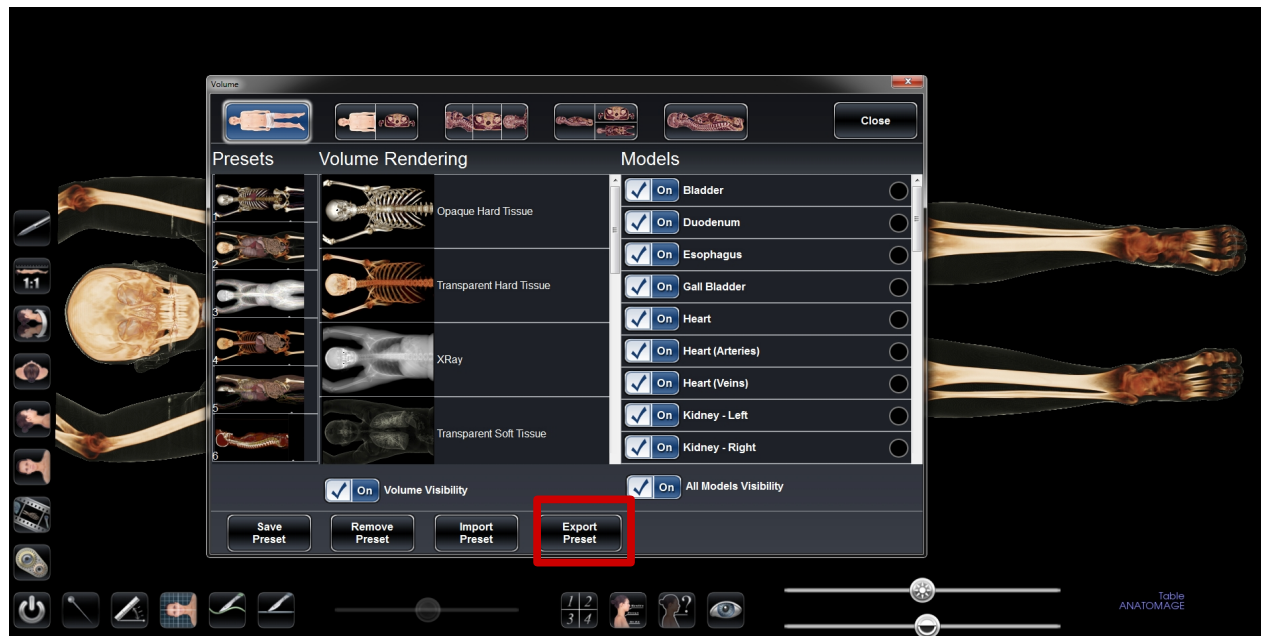 Volume
Close
Presets
Volume Rendering
Models
1
2
3
4
5
6
Opaque Hard Tissue
Transparent Hard Tissue
XRay
Transparent Soft Tissue
On Bladder
On Duodenum
On Esophagus
On Gall Bladder
On Heart
On Heart (Arteries)
On Heart (Veins)
On Kidney - Left
On Kidney - Right
On Volume Visibility
On All Models Visibility
Save
Preset
Remove
Preset
Import
Preset
Export
Preset
1:1
1 2
3 4
?
Table
ANATOMAGE